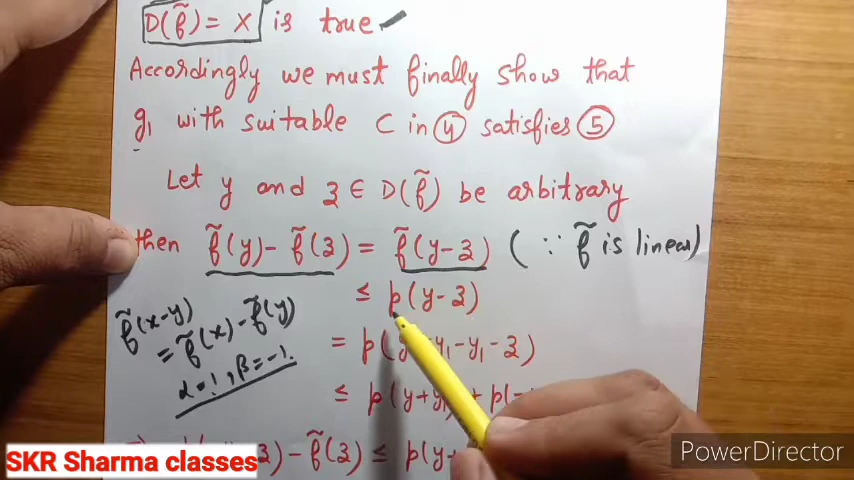 D(f̃) = X is true
Accordingly we must finally show that
g₁ with suitable C in ④ satisfies ⑤
Let y and z ∈ D(f̃) be arbitrary
then f̃(y) - f̃(z) = f̃(y-z) (∵ f̃ is linear)
≤ p(y-z)
f̃(x-y)
= f̃(x) - f̃(y)
α=1, β=-1.
= p(y+y₁-y₁-z)
≤ p(y+y₁) + p(-
z) - f̃(z) ≤ p(y+
SKR Sharma classes
PowerDirector